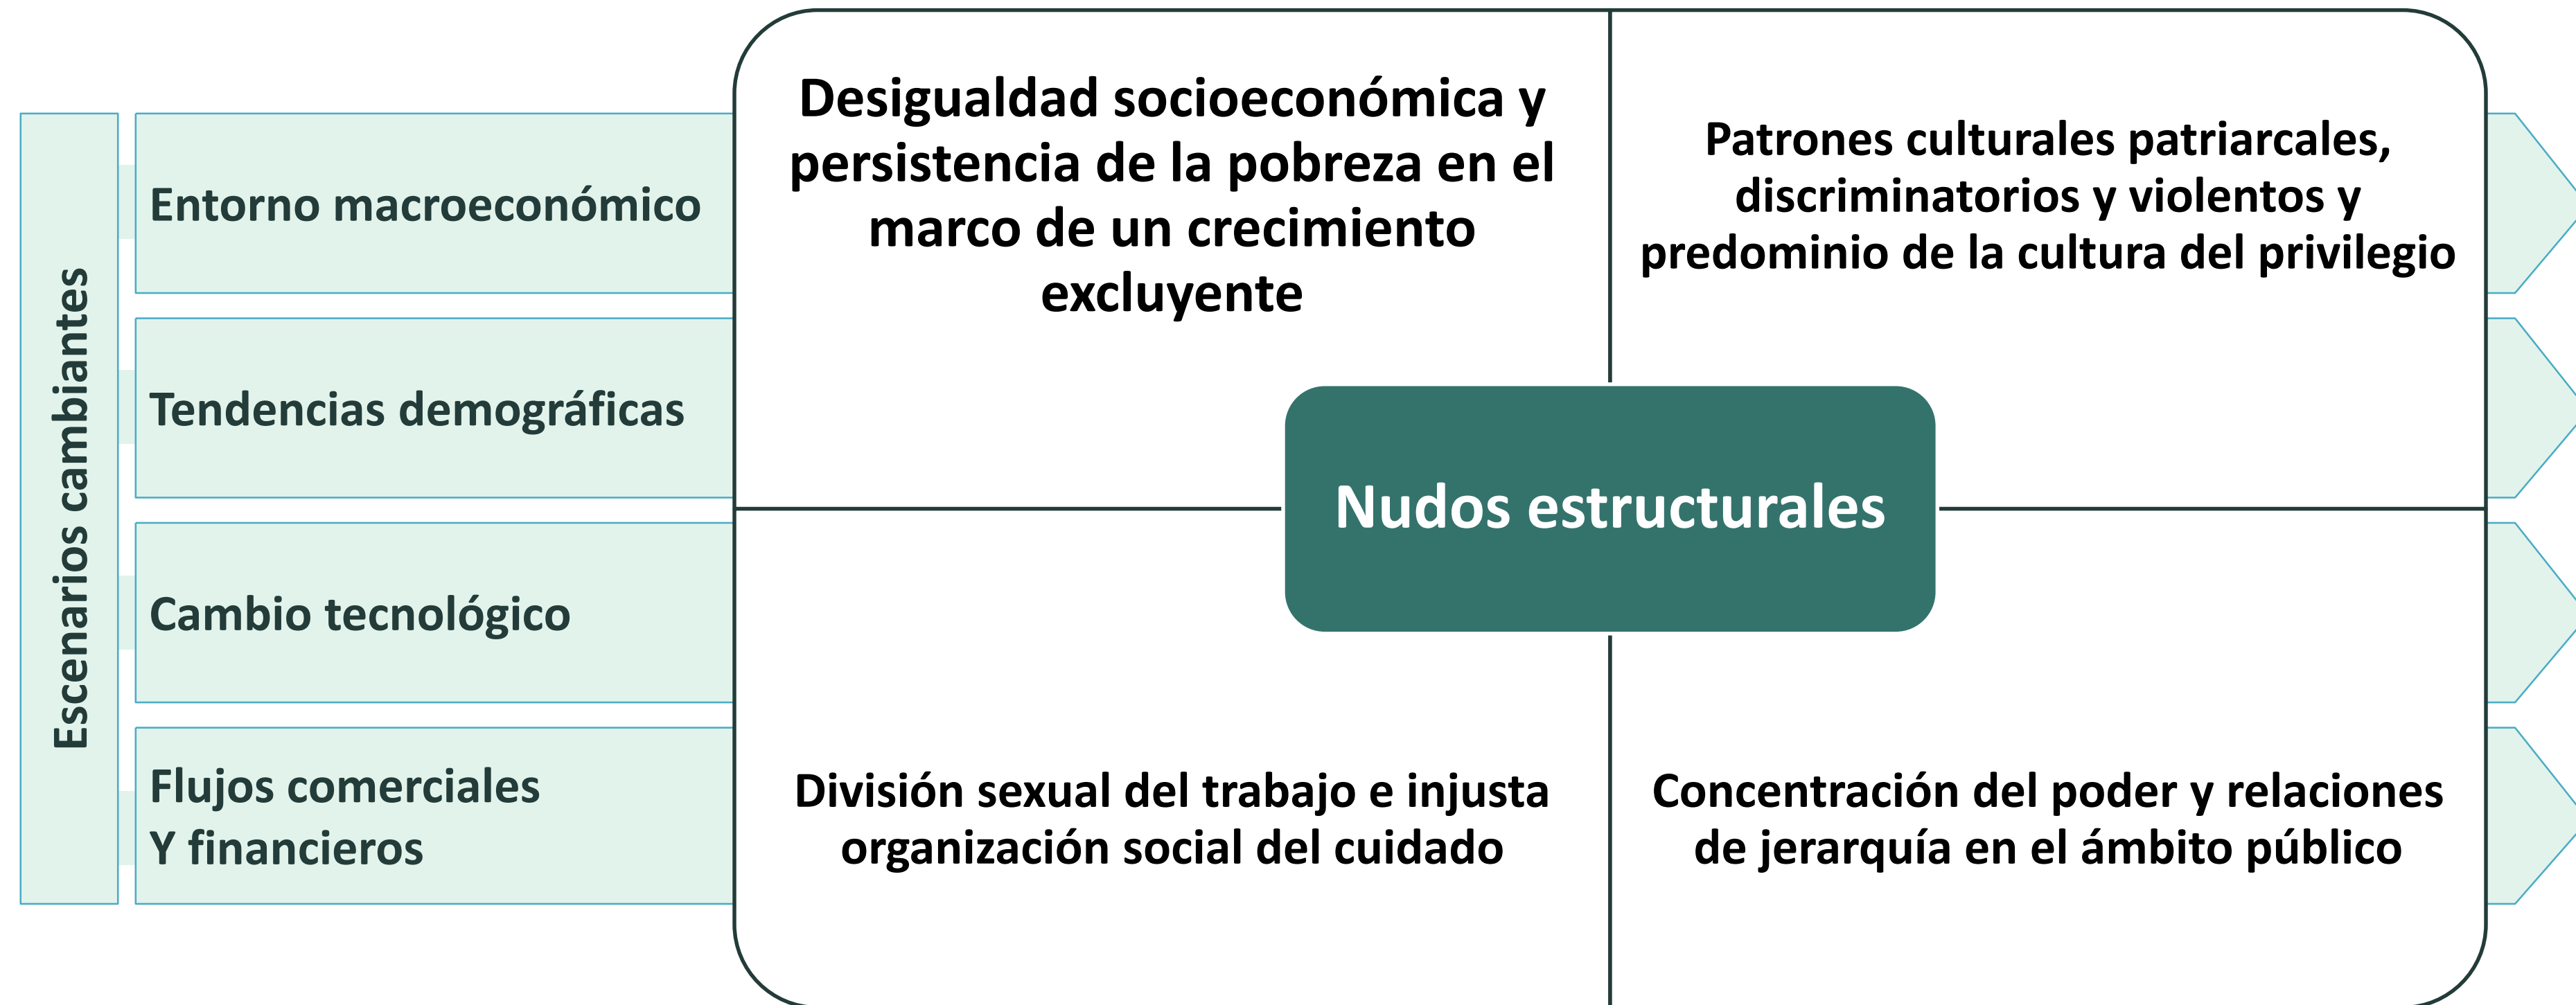 Escenarios cambiantes
Entorno macroeconómico
Tendencias demográficas
Cambio tecnológico
Flujos comerciales
Y financieros
Desigualdad socioeconómica y
persistencia de la pobreza en el
marco de un crecimiento
excluyente
Patrones culturales patriarcales,
discriminatorios y violentos y
predominio de la cultura del privilegio
Nudos estructurales
División sexual del trabajo e injusta
organización social del cuidado
Concentración del poder y relaciones
de jerarquía en el ámbito público